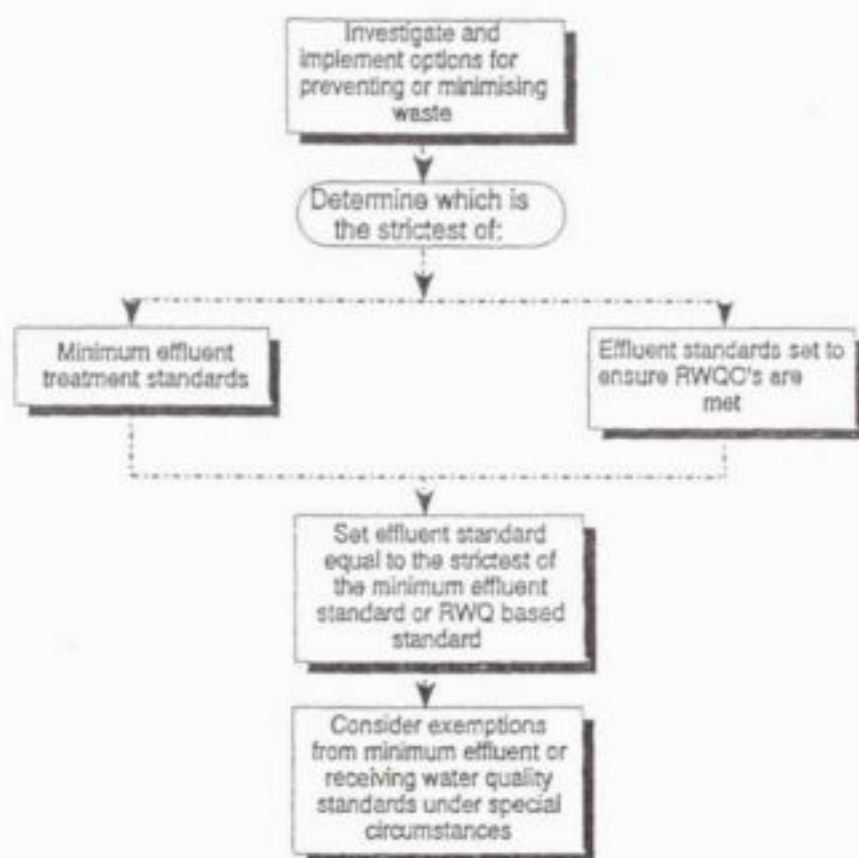 Investigate and
implement options for
preventing or minimising
waste
Determine which is
the strictest of:
Minimum effluent
treatment standards
Effluent standards set to
ensure RWQC's are
met
Set effluent standard
equal to the strictest of
the minimum effluent
standard or RWQ based
standard
Consider exemptions
from minimum effluent or
receiving water quality
standards under special
circumstances